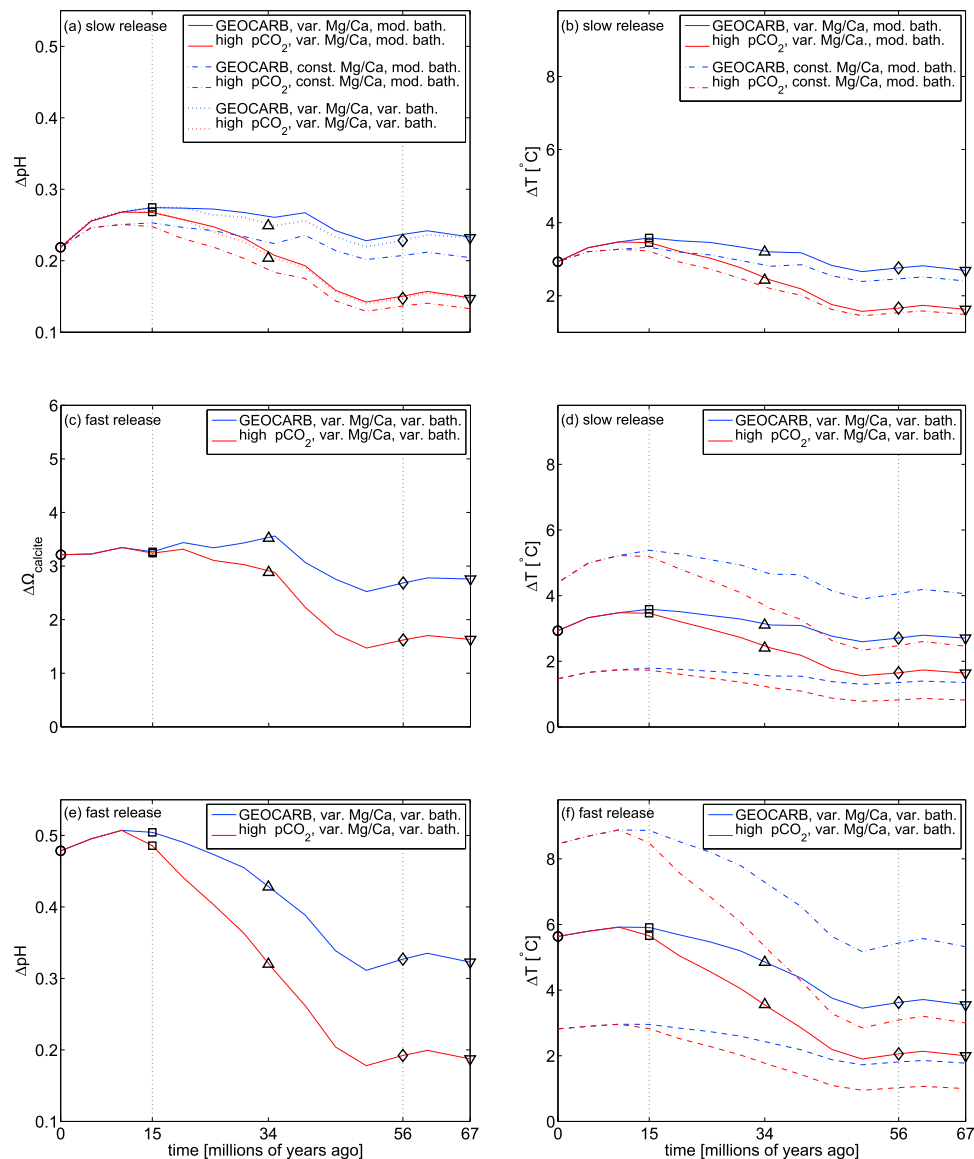 (a) slow release
GEOCARB, var. Mg/Ca, mod. bath.
high pCO2, var. Mg/Ca, mod. bath.
GEOCARB, const. Mg/Ca, mod. bath.
high pCO2, const. Mg/Ca, mod. bath.
GEOCARB, var. Mg/Ca, var. bath.
high pCO2, var. Mg/Ca, var. bath.
0.5
0.4
0.3
0.2
0.1
ΔpH
(b) slow release
GEOCARB, var. Mg/Ca, mod. bath.
high pCO2, var. Mg/Ca., mod. bath.
GEOCARB, const. Mg/Ca, mod. bath.
high pCO2, const. Mg/Ca, mod. bath.
8
6
4
2
ΔT [°C]
(c) fast release
GEOCARB, var. Mg/Ca, var. bath.
high pCO2, var. Mg/Ca, var. bath.
6
5
4
3
2
1
0
ΔΩcalcite
(d) slow release
GEOCARB, var. Mg/Ca, var. bath.
high pCO2, var. Mg/Ca, var. bath.
8
6
4
2
0
ΔT [°C]
(e) fast release
GEOCARB, var. Mg/Ca, var. bath.
high pCO2, var. Mg/Ca, var. bath.
0.5
0.4
0.3
0.2
0.1
ΔpH
0 15 34 56 67
time [millions of years ago]
(f) fast release
GEOCARB, var. Mg/Ca, var. bath.
high pCO2, var. Mg/Ca, var. bath.
8
6
4
2
0
ΔT [°C]
0 15 34 56 67
time [millions of years ago]